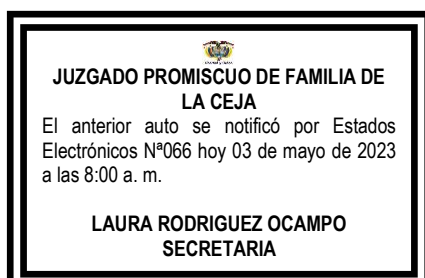 JUZGADO PROMISCUO DE FAMILIA DE
LA CEJA
El anterior auto se notificó por Estados
Electrónicos Nª066 hoy 03 de mayo de 2023
a las 8:00 a. m.
LAURA RODRIGUEZ OCAMPO
SECRETARIA